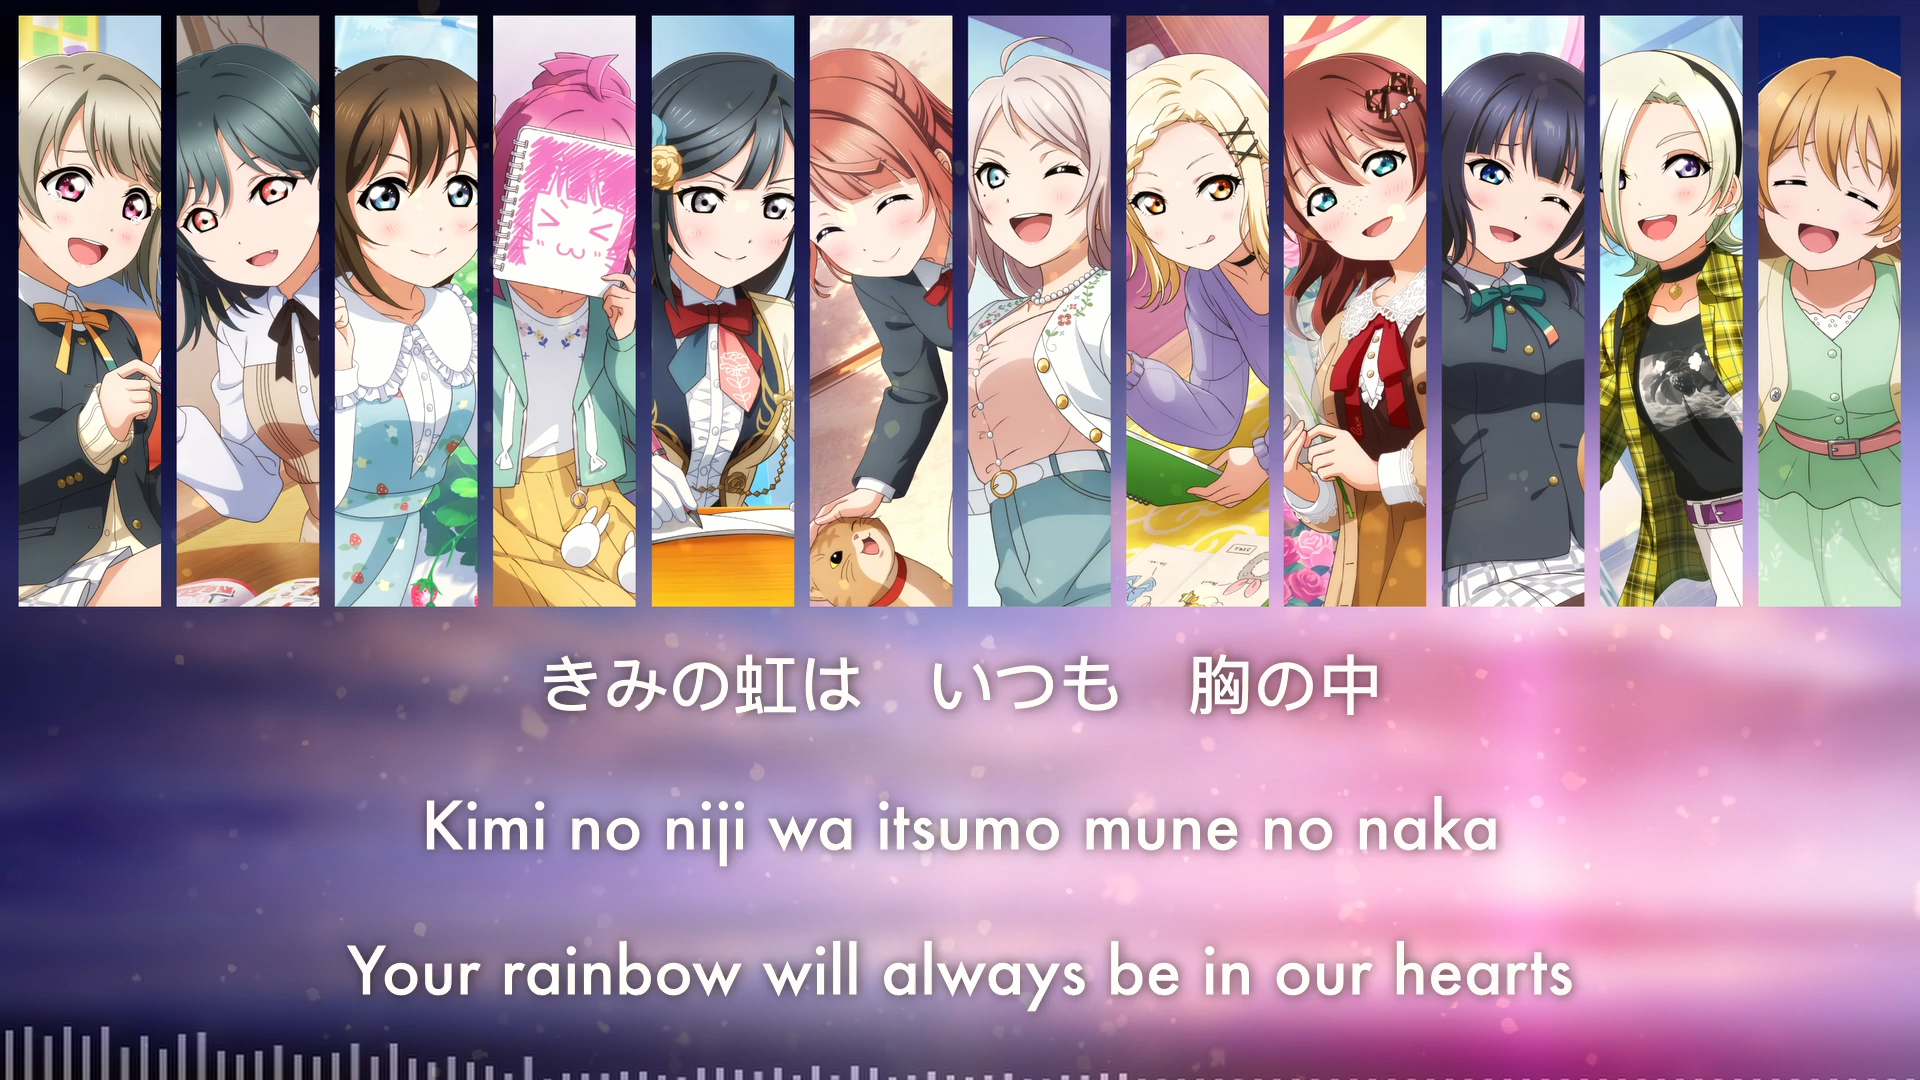 きみの虹は　いつも　胸の中
Kimi no niji wa itsumo mune no naka
Your rainbow will always be in our hearts